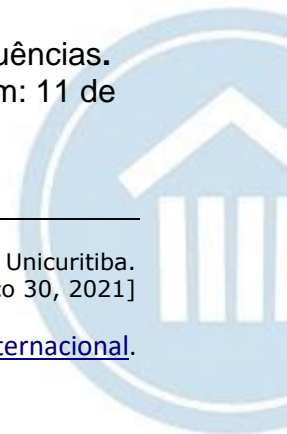 uências.
m: 11 de
Unicuritiba.
o 30, 2021]
ternacional.